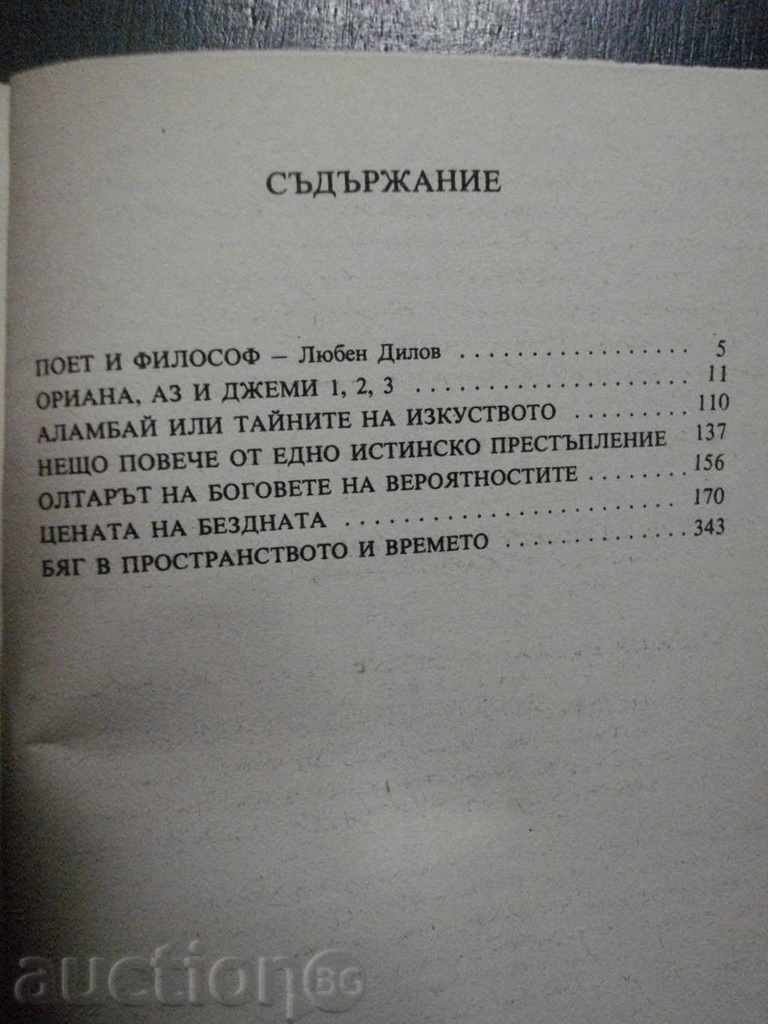 СЪДЪРЖАНИЕ
ПОЕТ И ФИЛОСОФ – Любен Дилов . . . . . . . . . . . . . . . . . 5
ОРИАНА, АЗ И ДЖЕМИ 1, 2, 3 . . . . . . . . . . . . . . . . . . . . 11
АЛАМБАЙ ИЛИ ТАЙНИТЕ НА ИЗКУСТВОТО . . . . . . . . . 110
НЕЩО ПОВЕЧЕ ОТ ЕДНО ИСТИНСКО ПРЕСТЪПЛЕНИЕ 137
ОЛТАРЪТ НА БОГОВЕТЕ НА ВЕРОЯТНОСТИТЕ . . . . . . . . 156
ЦЕНАТА НА БЕЗДНАТА . . . . . . . . . . . . . . . . . . . . . . . . 170
БЯГ В ПРОСТРАНСТВОТО И ВРЕМЕТО . . . . . . . . . . . . . . 343
auctionBG